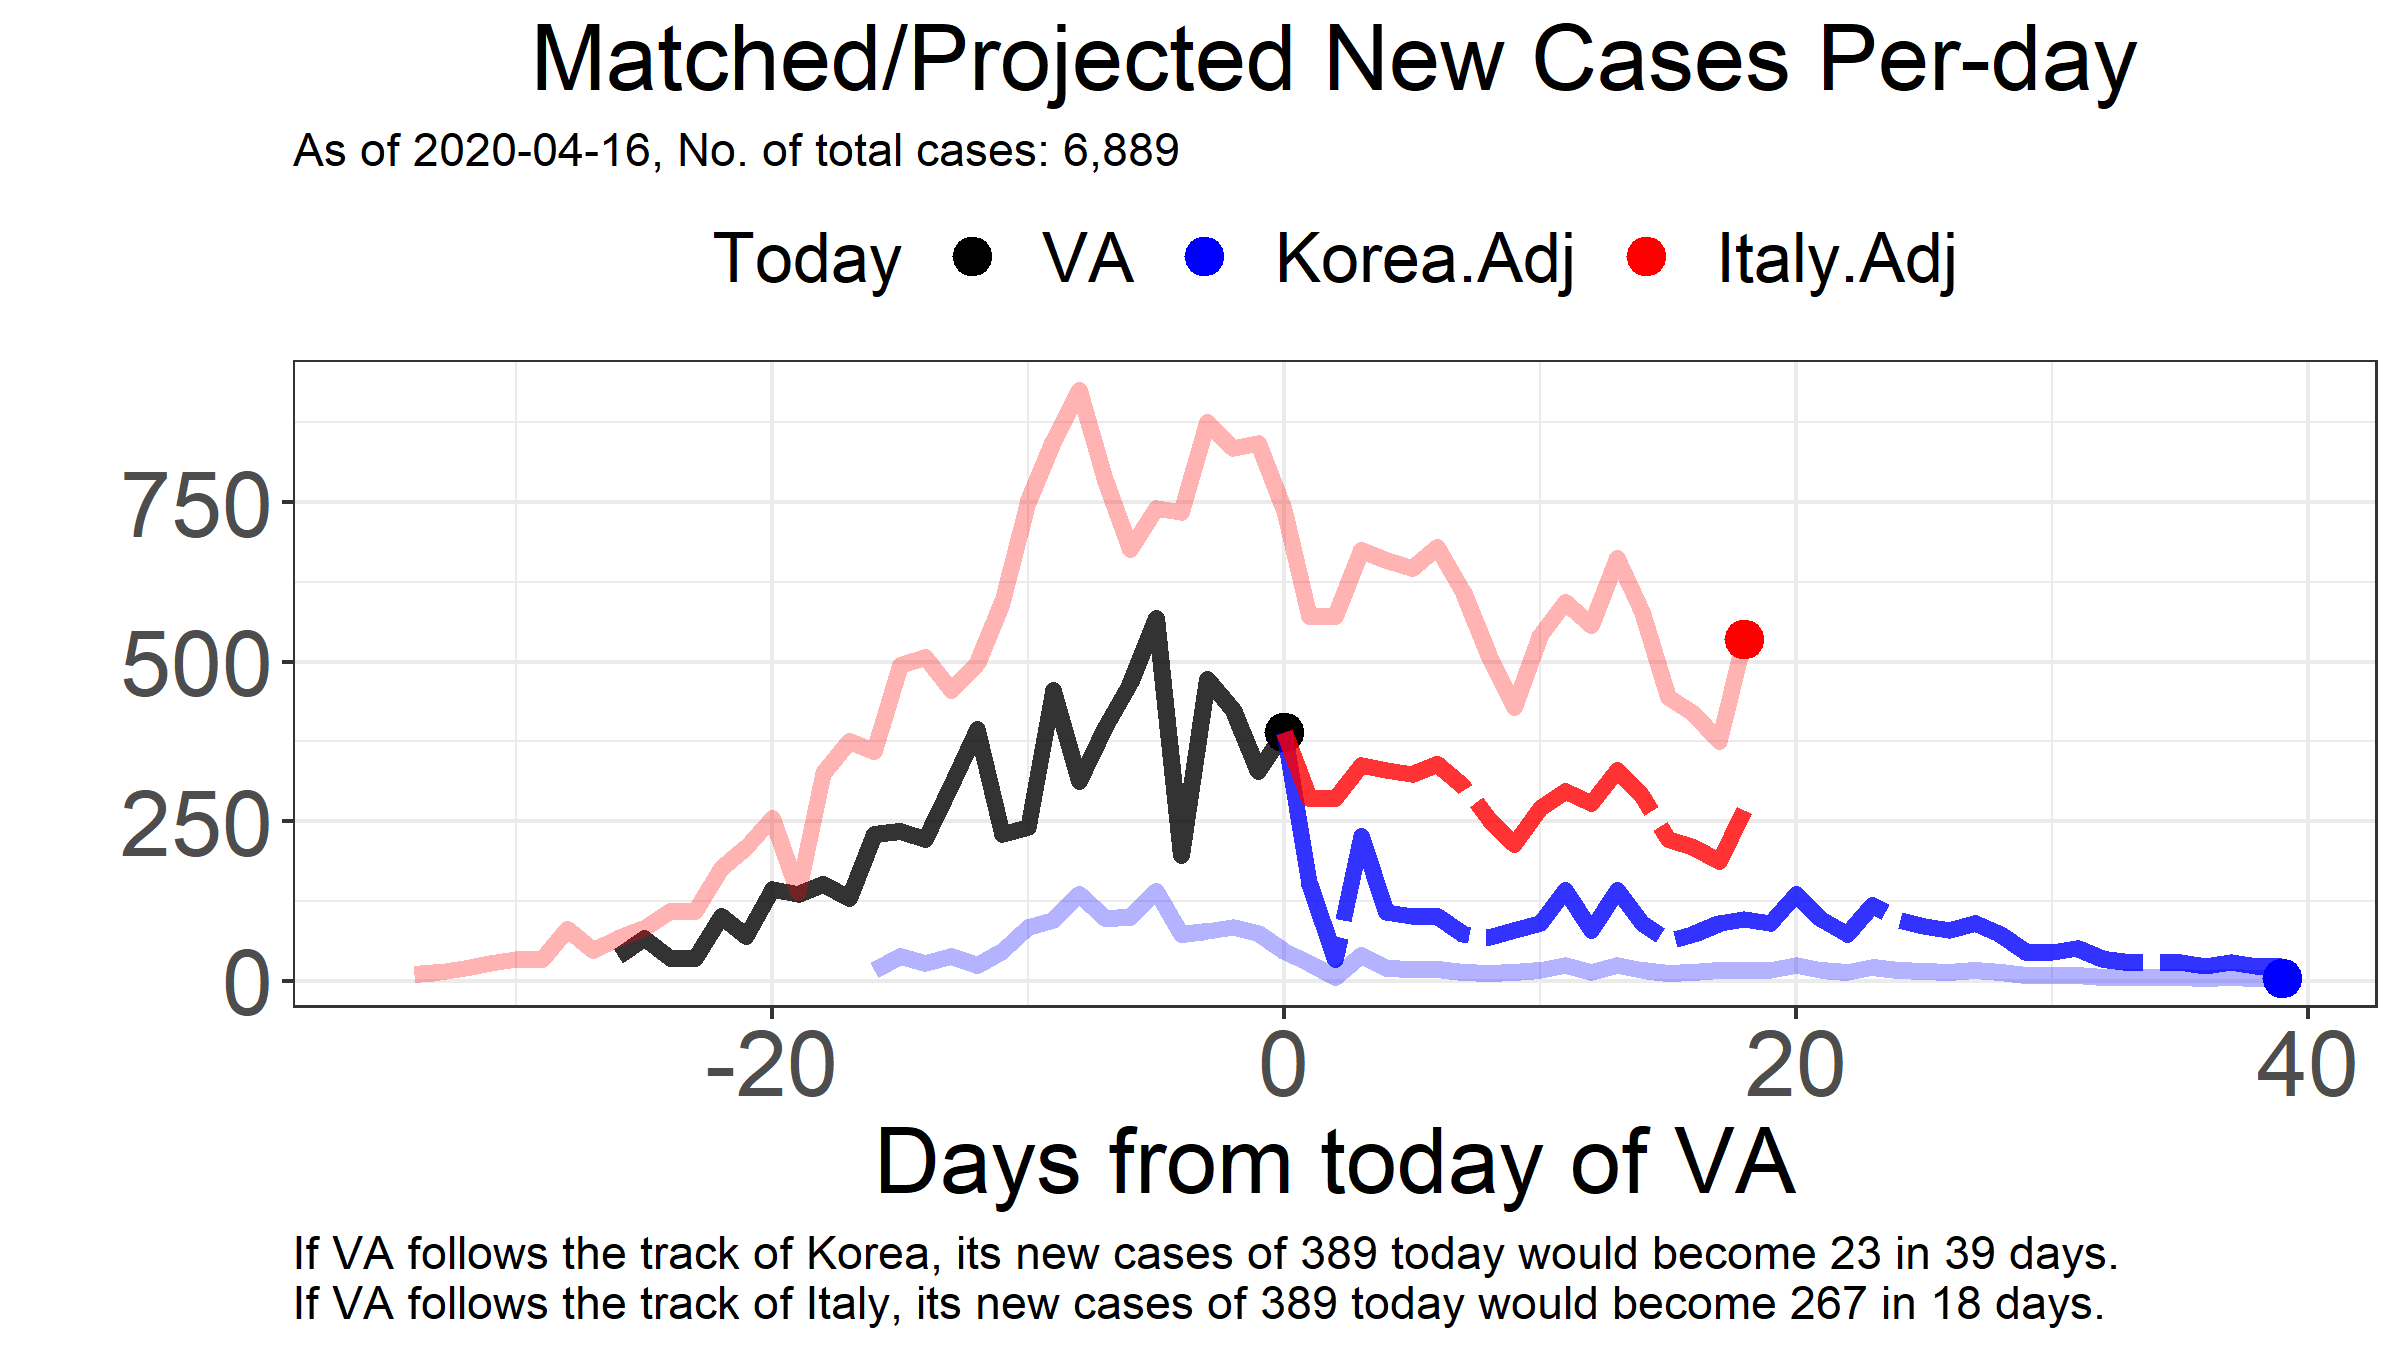 Matched/Projected New Cases Per-day
As of 2020-04-16, No. of total cases: 6,889
Today VA Korea.Adj Italy.Adj
750
500
250
0
-20 0 20 40
Days from today of VA
If VA follows the track of Korea, its new cases of 389 today would become 23 in 39 days.
If VA follows the track of Italy, its new cases of 389 today would become 267 in 18 days.